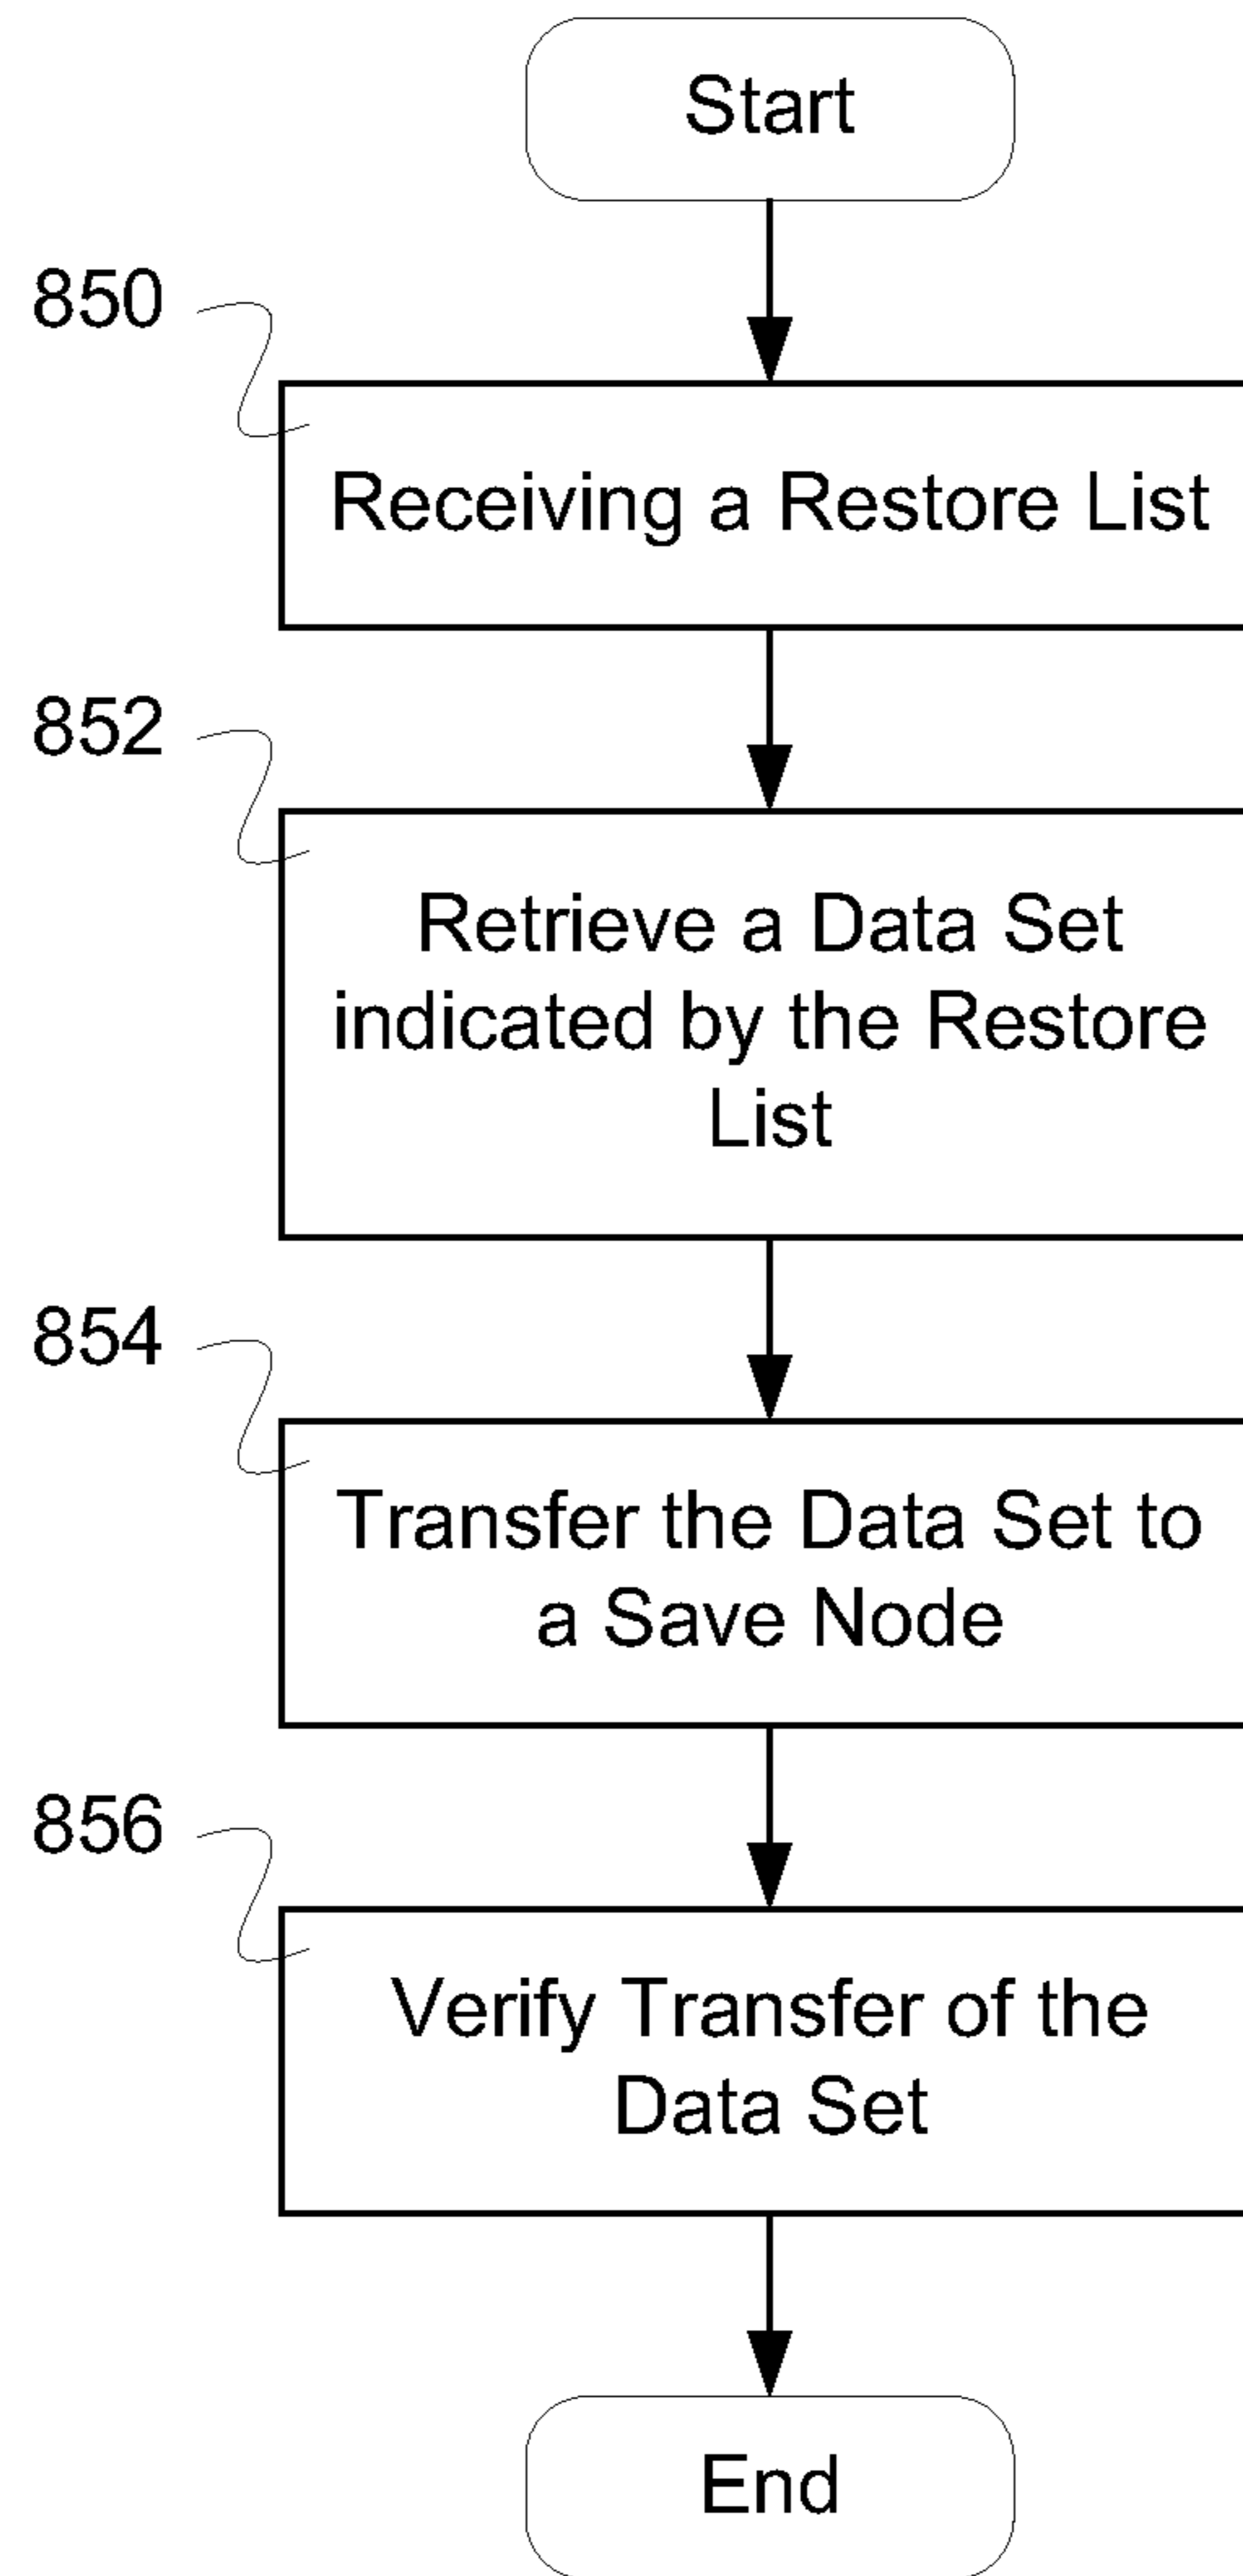 Start
850
Receiving a Restore List
852
Retrieve a Data Set
indicated by the Restore
List
854
Transfer the Data Set to
a Save Node
856
Verify Transfer of the
Data Set
End